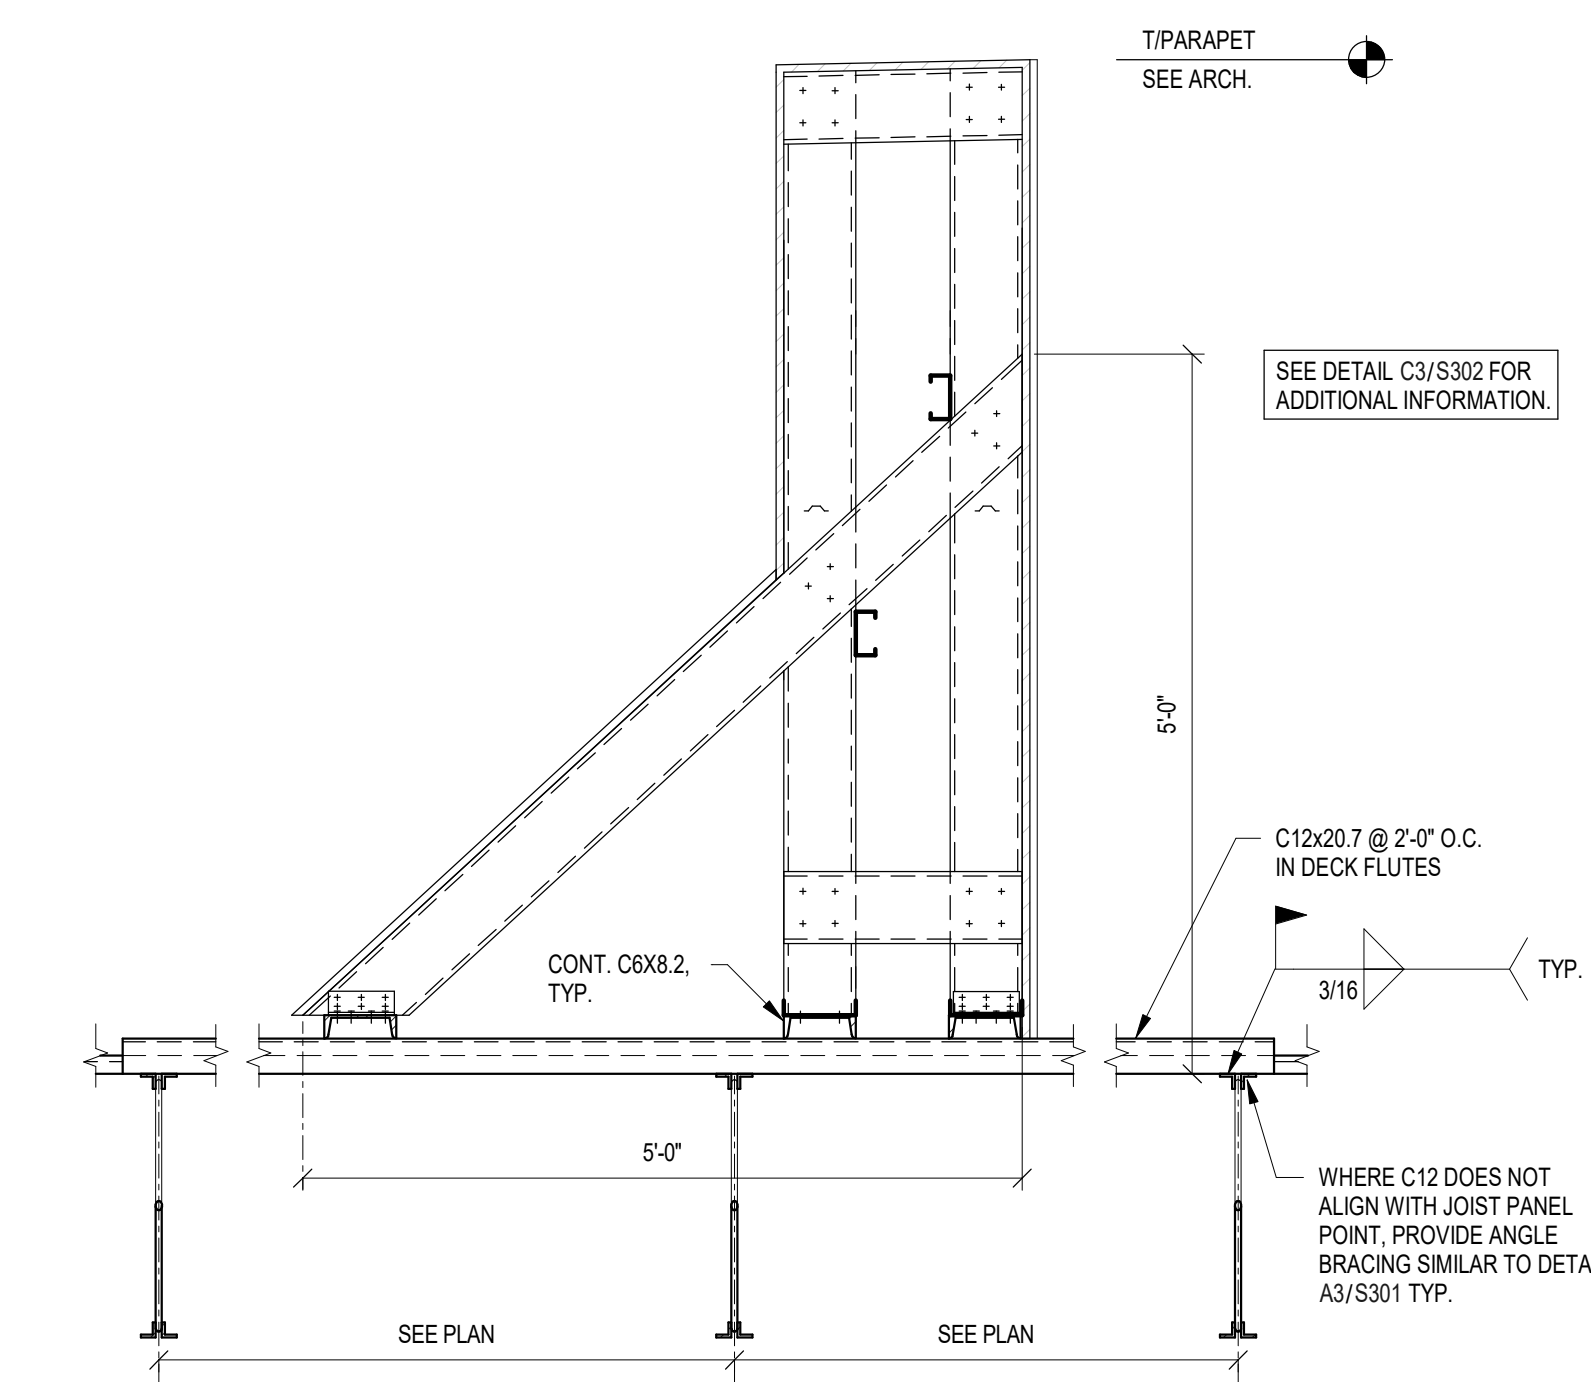 T/PARAPET
SEE ARCH.
SEE DETAIL C3/S302 FOR
ADDITIONAL INFORMATION.
5'-0"
C12x20.7 @ 2'-0" O.C.
IN DECK FLUTES
CONT. C6X8.2,
TYP.
3/16
TYP.
5'-0"
WHERE C12 DOES NOT
ALIGN WITH JOIST PANEL
POINT, PROVIDE ANGLE
BRACING SIMILAR TO DETA
A3/S301 TYP.
SEE PLAN
SEE PLAN